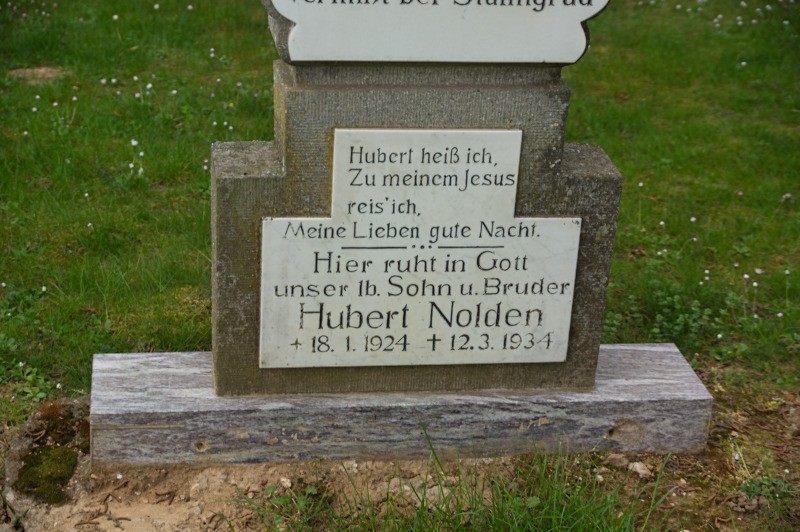 Vermißt bei Stalingrad
Hubert heiß ich,
Zu meinem Jesus
reis' ich,
Meine Lieben gute Nacht.
Hier ruht in Gott
unser lb. Sohn u. Bruder
Hubert Nolden
* 18. 1. 1924 ✝ 12. 3. 1934